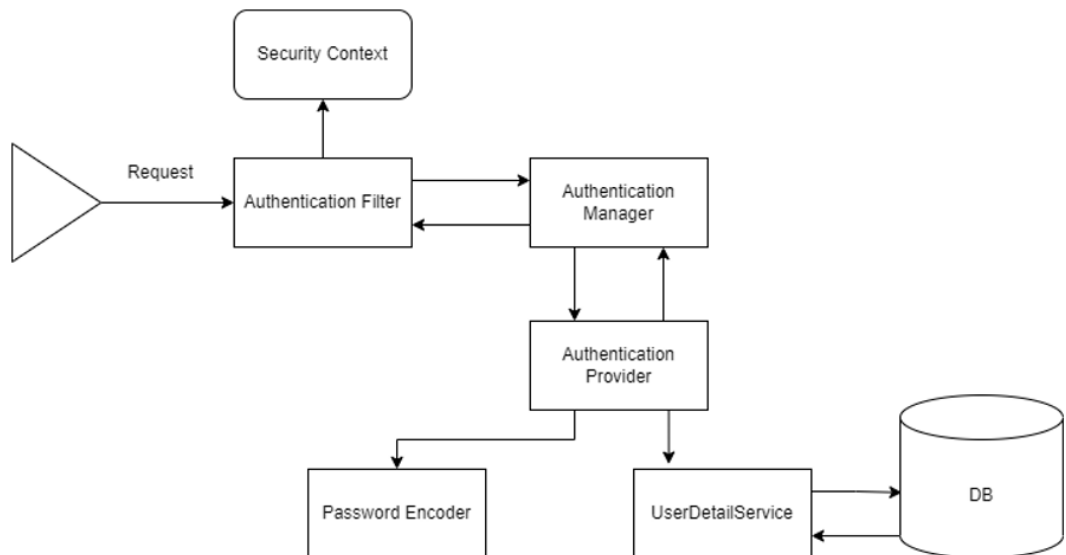 Security Context
Request
Authentication Filter
Authentication
Manager
Authentication
Provider
Password Encoder
UserDetailService
DB